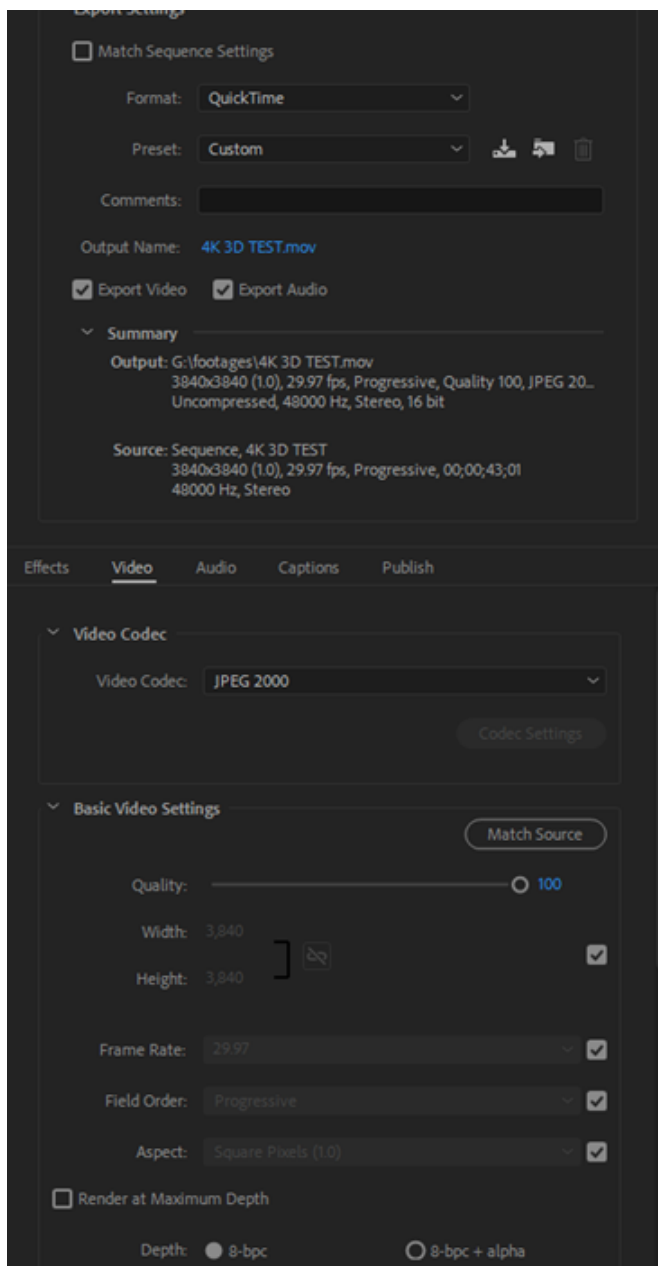 Export Settings
Match Sequence Settings
Format: QuickTime
Preset: Custom
Comments:
Output Name: 4K 3D TEST.mov
Export Video Export Audio
Summary
Output: G:\footages\4K 3D TEST.mov
3840x3840 (1.0), 29.97 fps, Progressive, Quality 100, JPEG 20...
Uncompressed, 48000 Hz, Stereo, 16 bit
Source: Sequence, 4K 3D TEST
3840x3840 (1.0), 29.97 fps, Progressive, 00;00;43;01
48000 Hz, Stereo
Effects Video Audio Captions Publish
Video Codec
Video Codec: JPEG 2000
Codec Settings
Basic Video Settings
Match Source
Quality: 100
Width: 3,840
Height: 3,840
Frame Rate: 29.97
Field Order: Progressive
Aspect: Square Pixels (1.0)
Render at Maximum Depth
Depth: 8-bpc 8-bpc + alpha